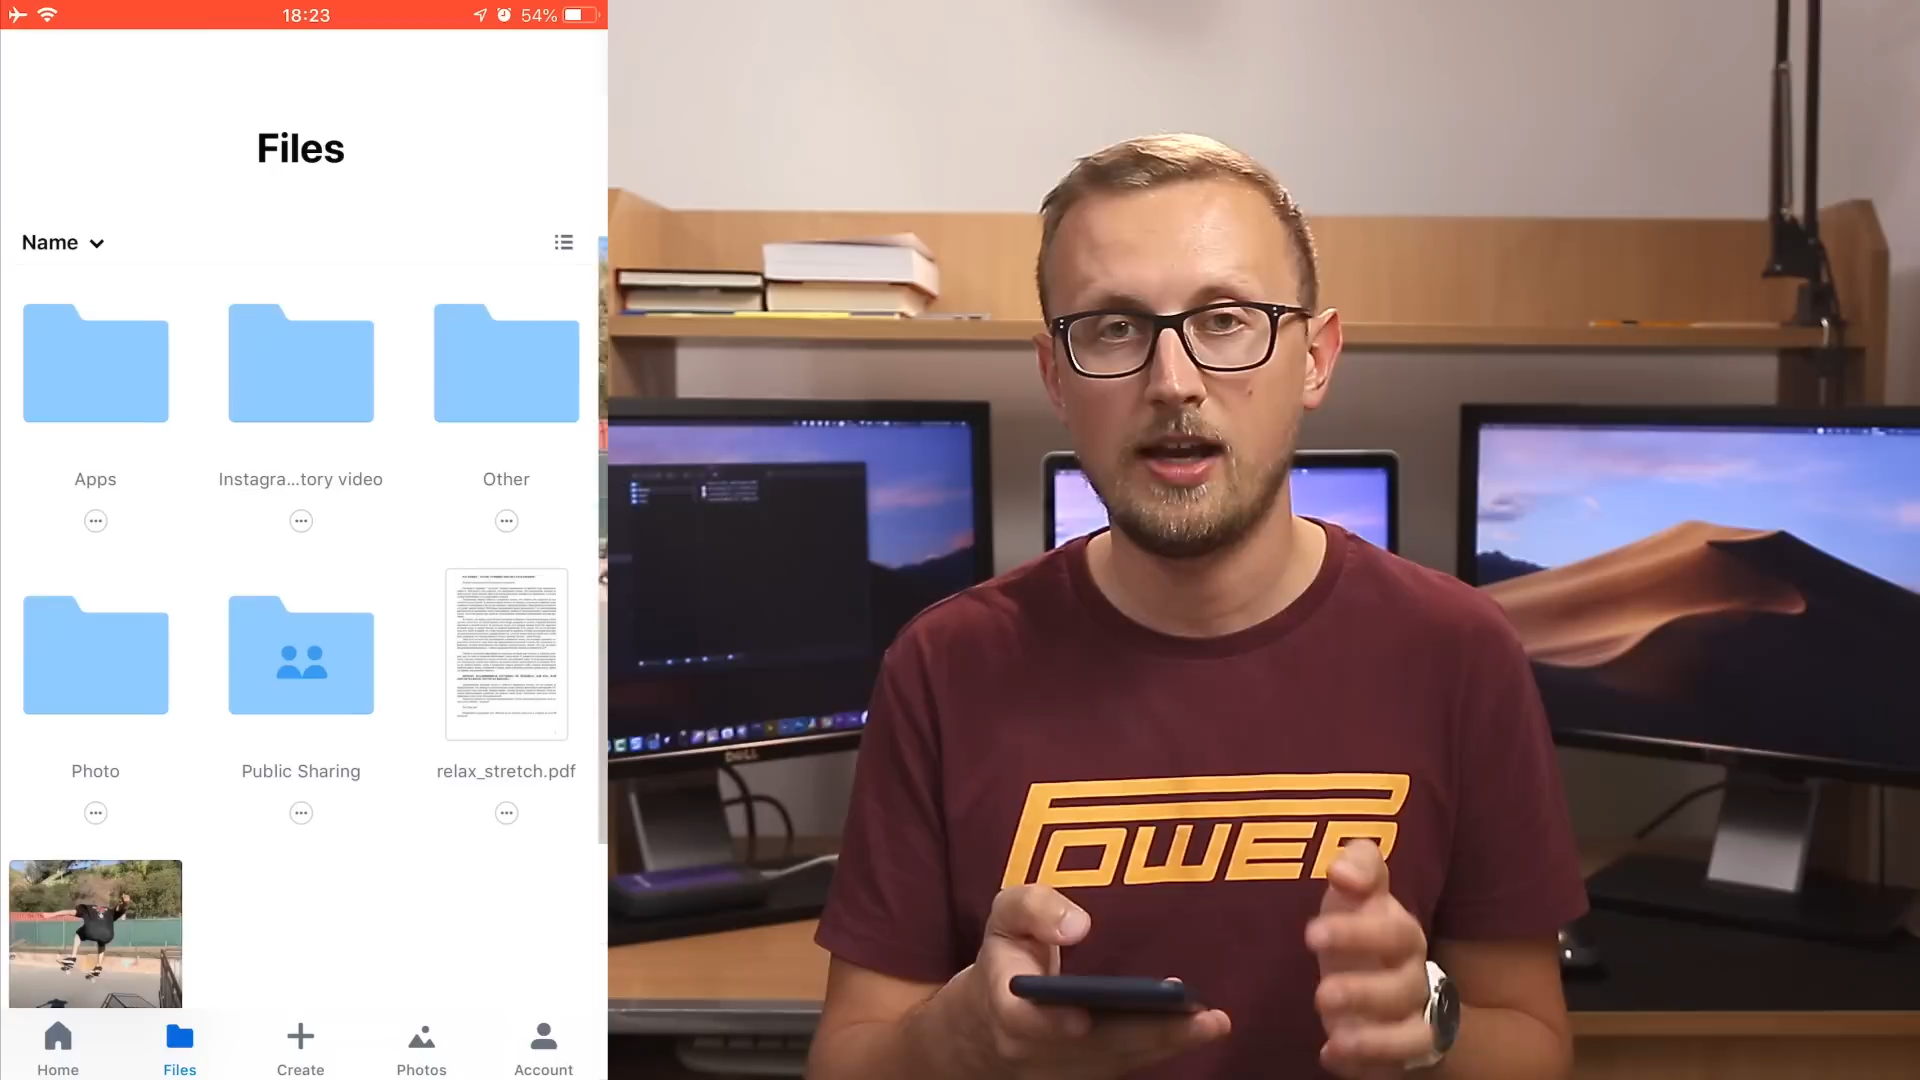 18:23
54%
Files
Name
Apps
Instagra...tory video
Other
Photo
Public Sharing
relax_stretch.pdf
Home
Files
Create
Photos
Account
DELL
POWER